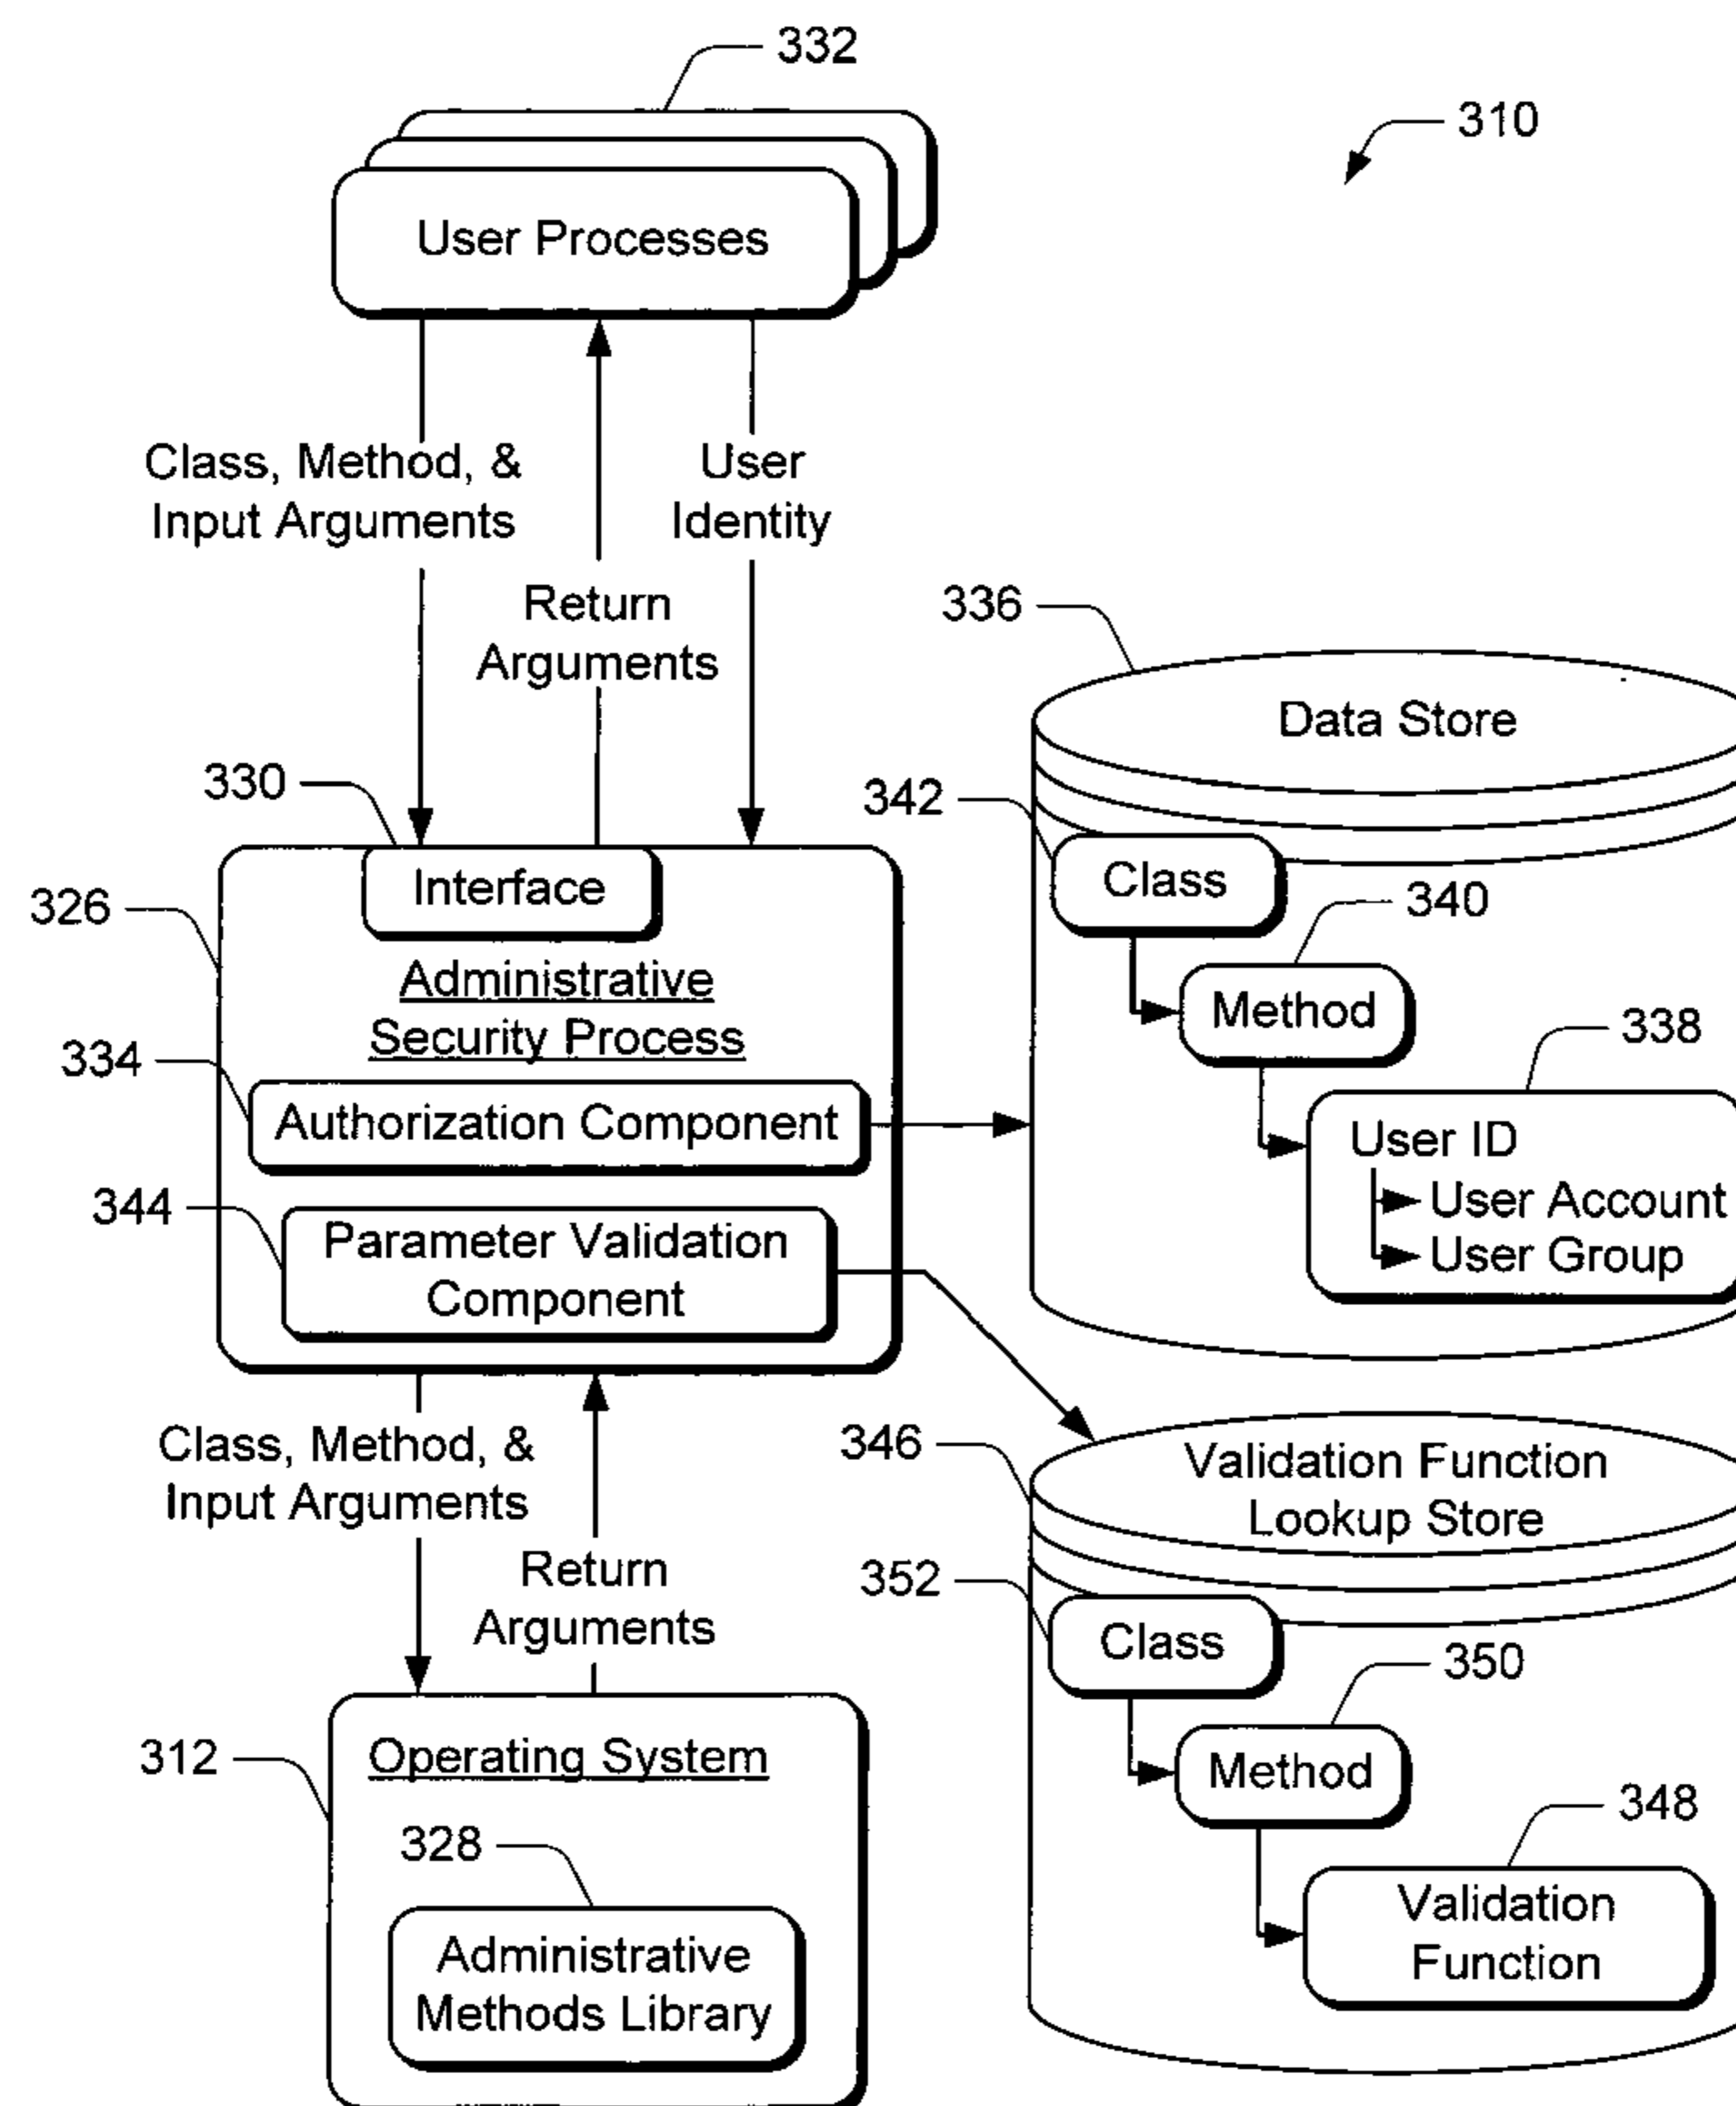 332
310
User Processes
Class, Method, &
Input Arguments
User
Identity
Return
Arguments
336
Data Store
330
342
Class
Interface
326
340
Administrative
Security Process
Method
338
334
Authorization Component
User ID
User Account
User Group
344
Parameter Validation
Component
Class, Method, &
Input Arguments
346
Validation Function
Lookup Store
Return
Arguments
352
Class
350
312
Operating System
Method
348
328
Validation
Function
Administrative
Methods Library